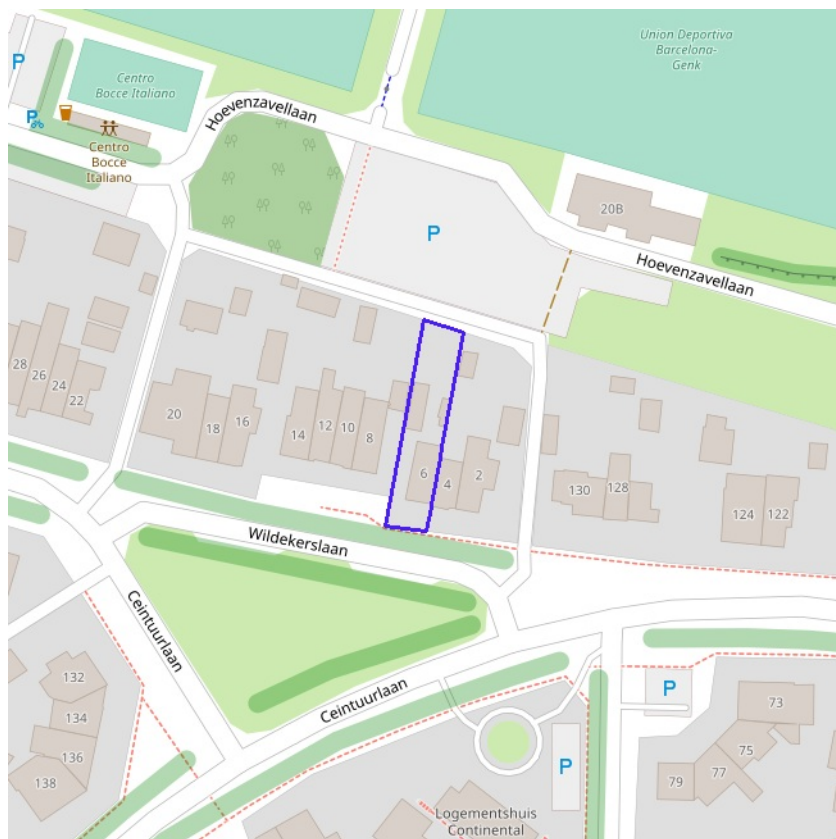 Union Deportiva
Barcelona-
Genk
P
Centro
Bocce Italiano
P
Centro
Bocce
Italiano
Hoevenzavellaan
20B
P
Hoevenzavellaan
28
26
24
22
20
18
16
14
12
10
8
6
4
2
130
128
124
122
Wildekerslaan
Ceintuurlaan
Ceintuurlaan
132
134
136
138
P
73
75
77
79
P
Logementshuis
Continental